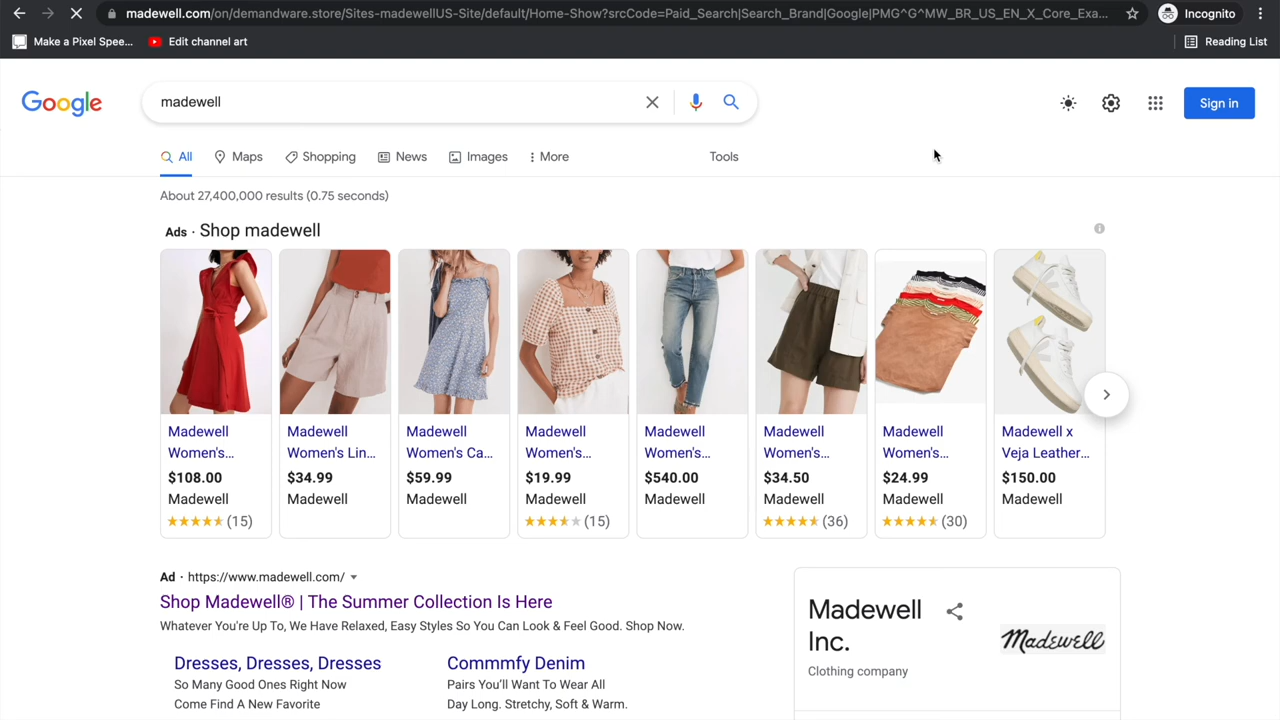 madewell.com/on/demandware.store/Sites-madewellUS-Site/default/Home-Show?srcCode=Paid_Search|Search_Brand|Google|PMG^G^MW_BR_US_EN_X_Core_Exa...
Incognito
Make a Pixel Spee...
Edit channel art
Reading List
Google
madewell
Sign in
All
Maps
Shopping
News
Images
More
Tools
About 27,400,000 results (0.75 seconds)
Ads · Shop madewell
Madewell Women's...
$108.00
Madewell
(15)
Madewell Women's Lin...
$34.99
Madewell
Madewell Women's Ca...
$59.99
Madewell
Madewell Women's...
$19.99
Madewell
(15)
Madewell Women's...
$540.00
Madewell
Madewell Women's...
$34.50
Madewell
(36)
Madewell Women's...
$24.99
Madewell
(30)
Madewell x Veja Leather...
$150.00
Madewell
Ad · https://www.madewell.com/
Shop Madewell® | The Summer Collection Is Here
Whatever You're Up To, We Have Relaxed, Easy Styles So You Can Look & Feel Good. Shop Now.
Dresses, Dresses, Dresses
So Many Good Ones Right Now
Come Find A New Favorite
Commmfy Denim
Pairs You'll Want To Wear All
Day Long. Stretchy, Soft & Warm.
Madewell
Inc.
Clothing company
Madewell